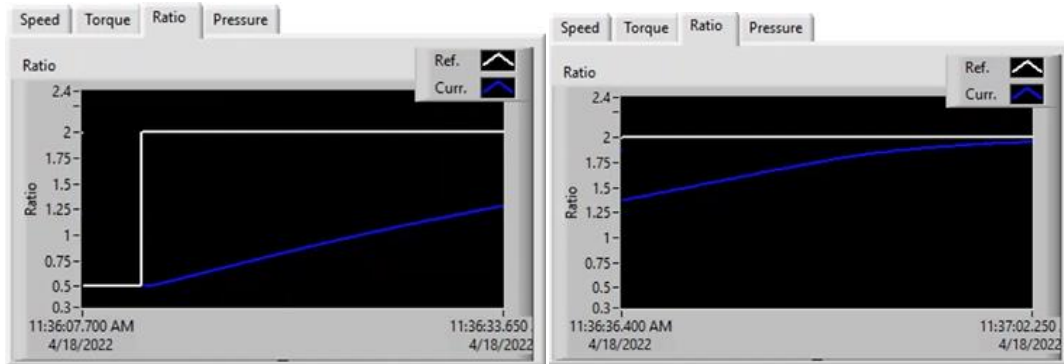 Speed Torque Ratio Pressure
Ratio
Ref.
Curr.
2.4
2
1.75
1.5
1.25
1
0.75
0.5
0.3
Ratio
11:36:07.700 AM
4/18/2022
11:36:33.650
4/18/2022
Speed Torque Ratio Pressure
Ratio
Ref.
Curr.
2.4
2
1.75
1.5
1.25
1
0.75
0.5
0.3
Ratio
11:36:36.400 AM
4/18/2022
11:37:02.250
4/18/2022